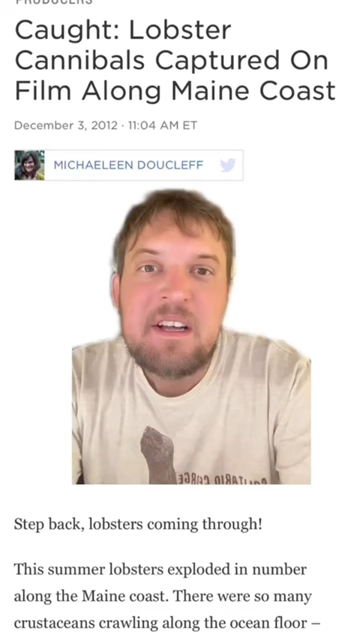 Caught: Lobster
Cannibals Captured On
Film Along Maine Coast
December 3, 2012 · 11:04 AM ET
MICHAELEEN DOUCLEFF
Step back, lobsters coming through!
This summer lobsters exploded in number
along the Maine coast. There were so many
crustaceans crawling along the ocean floor –